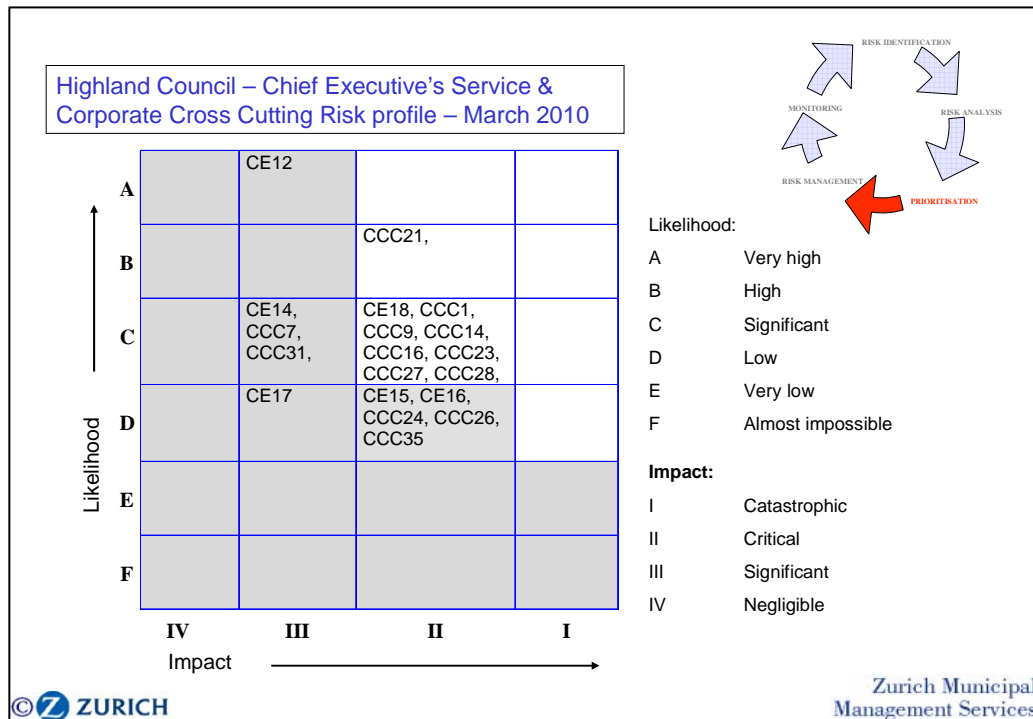 RISK IDENTIFICATION
Highland Council – Chief Executive's Service &
Corporate Cross Cutting Risk profile – March 2010
MONITORING
RISK ANALYSIS
RISK MANAGEMENT
PRIORITISATION
A
CE12
B
CCC21,
C
CE14,
CCC7,
CCC31,
CE18, CCC1,
CCC9, CCC14,
CCC16, CCC23,
CCC27, CCC28,
D
CE17
CE15, CE16,
CCC24, CCC26,
CCC35
E
F
Likelihood
IV III II I
Impact
Likelihood:
A Very high
B High
C Significant
D Low
E Very low
F Almost impossible
Impact:
I Catastrophic
II Critical
III Significant
IV Negligible
© Z ZURICH
Zurich Municipal
Management Services